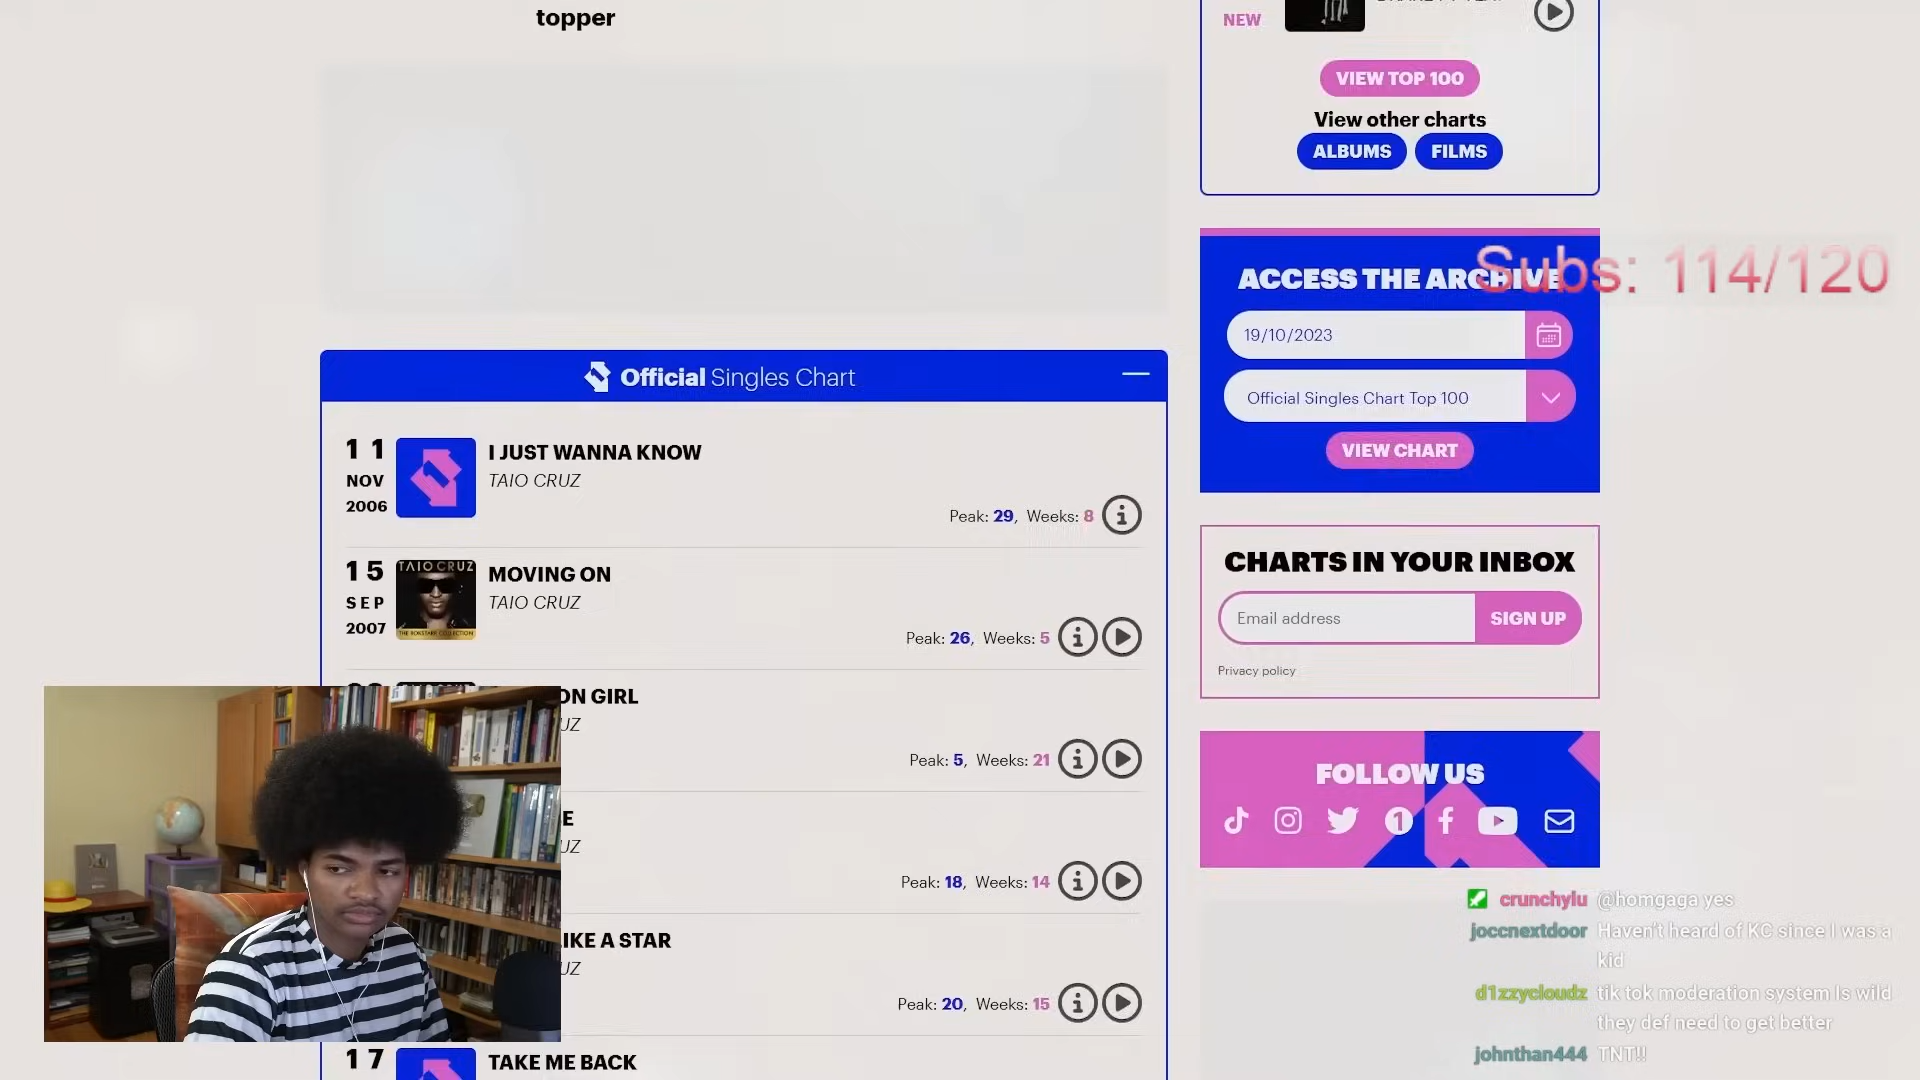 topper
NEW
VIEW TOP 100
View other charts
ALBUMS
FILMS
ACCESS THE ARCHIVE
Subs: 114/120
19/10/2023
Official Singles Chart Top 100
VIEW CHART
CHARTS IN YOUR INBOX
Email address
SIGN UP
Privacy policy
FOLLOW US
Official Singles Chart
11
NOV
2006
I JUST WANNA KNOW
TAIO CRUZ
Peak: 29, Weeks: 8
15
SEP
2007
TAIO CRUZ
THE ROKSTARR COLLECTION
MOVING ON
TAIO CRUZ
Peak: 26, Weeks: 5
ON GIRL
UZ
Peak: 5, Weeks: 21
E
UZ
Peak: 18, Weeks: 14
IKE A STAR
UZ
Peak: 20, Weeks: 15
17
TAKE ME BACK
crunchylu @homgaga yes
joccnextdoor Haven't heard of KC since I was a
kid
d1zzycloudz tik tok moderation system Is wild
they def need to get better
johnthan444 TNT!!